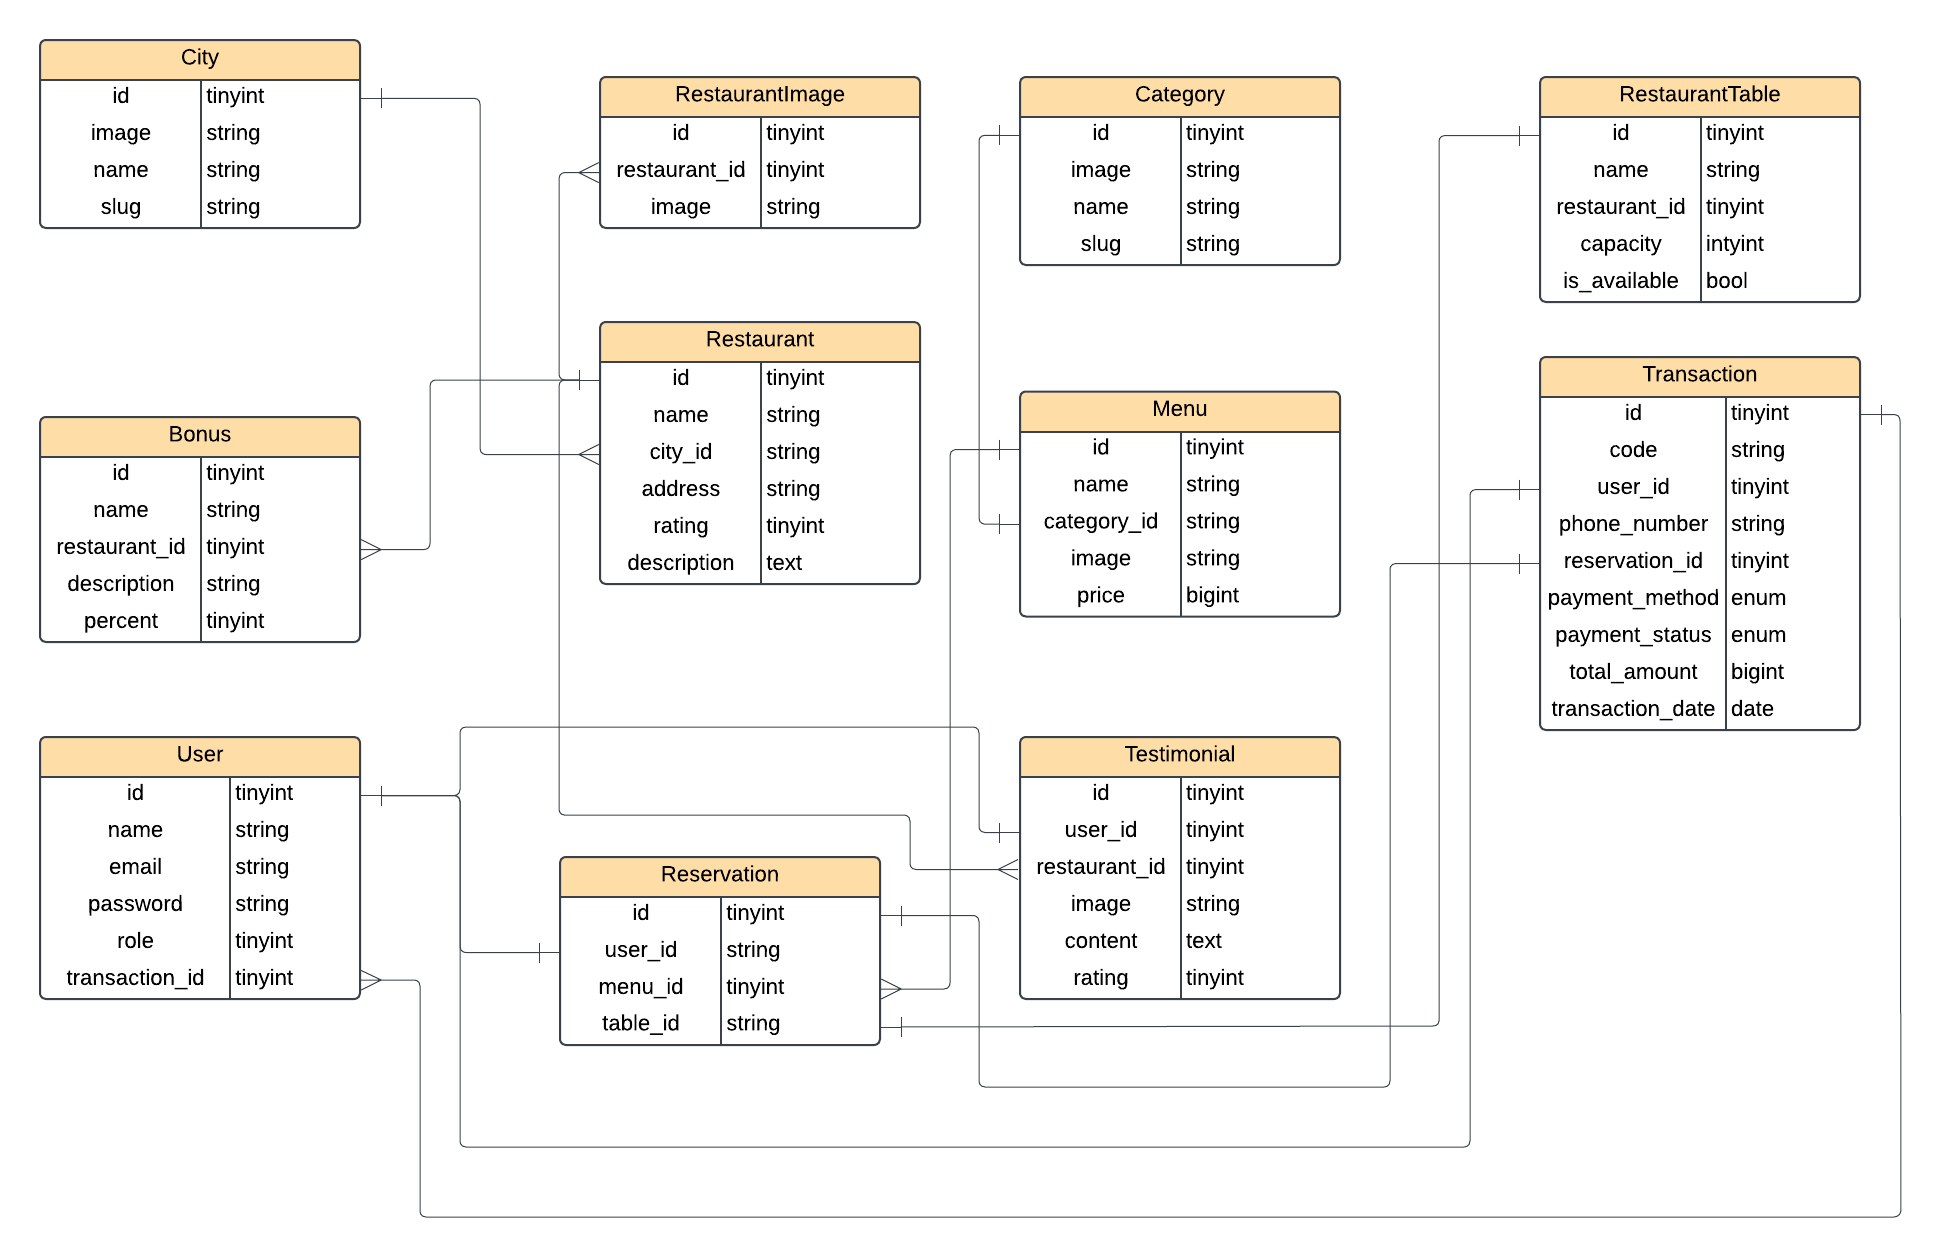 City
id tinyint
image string
name string
slug string
RestaurantImage
id tinyint
restaurant_id tinyint
image string
Category
id tinyint
image string
name string
slug string
RestaurantTable
id tinyint
name string
restaurant_id tinyint
capacity intyint
is_available bool
Restaurant
id tinyint
name string
city_id string
address string
rating tinyint
description text
Transaction
id tinyint
code string
user_id tinyint
phone_number string
reservation_id tinyint
payment_method enum
payment_status enum
total_amount bigint
transaction_date date
Menu
id tinyint
name string
category_id string
image string
price bigint
Bonus
id tinyint
name string
restaurant_id tinyint
description string
percent tinyint
User
id tinyint
name string
email string
password string
role tinyint
transaction_id tinyint
Testimonial
id tinyint
user_id tinyint
restaurant_id tinyint
image string
content text
rating tinyint
Reservation
id tinyint
user_id string
menu_id tinyint
table_id string